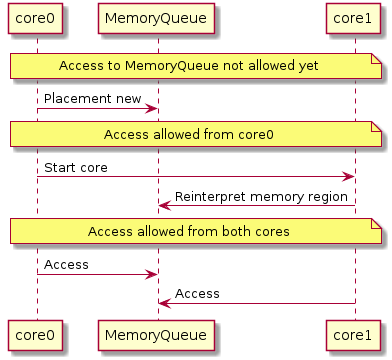 core0 MemoryQueue core1
Access to MemoryQueue not allowed yet
Placement new
Access allowed from core0
Start core
Reinterpret memory region
Access allowed from both cores
Access
Access
core0 MemoryQueue core1